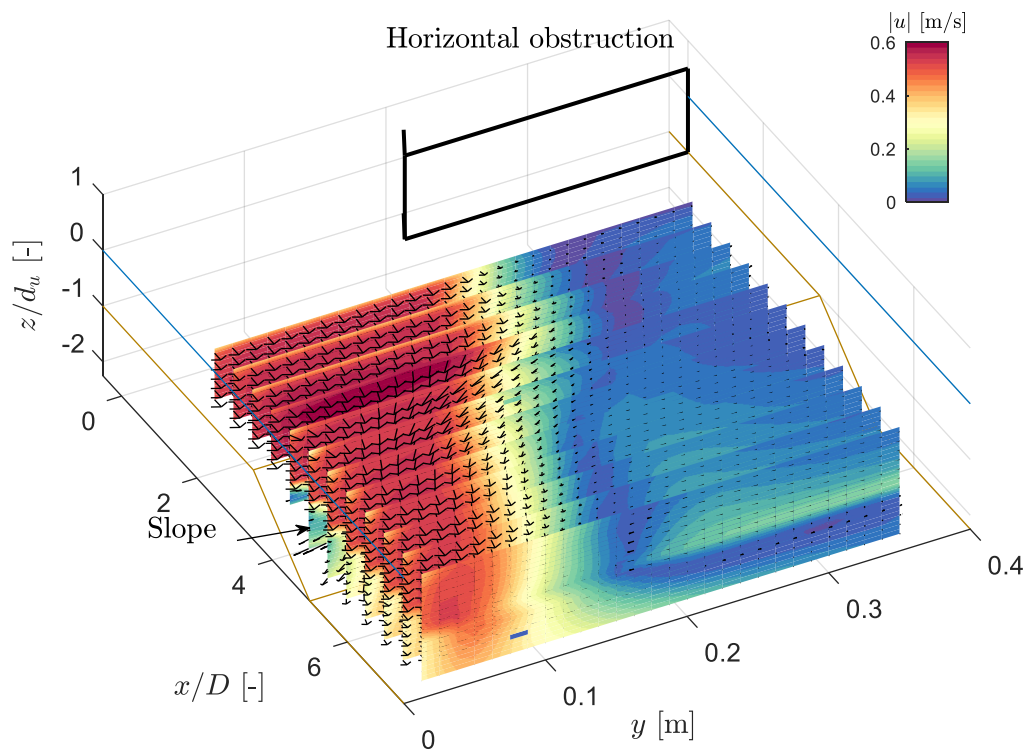 |u| [m/s]
Horizontal obstruction
0.6
0.4
0.2
0
1
0
-1
-2
z/d_u [-]
0
2
4
6
Slope
x/D [-]
0
0.1
0.2
0.3
0.4
y [m]